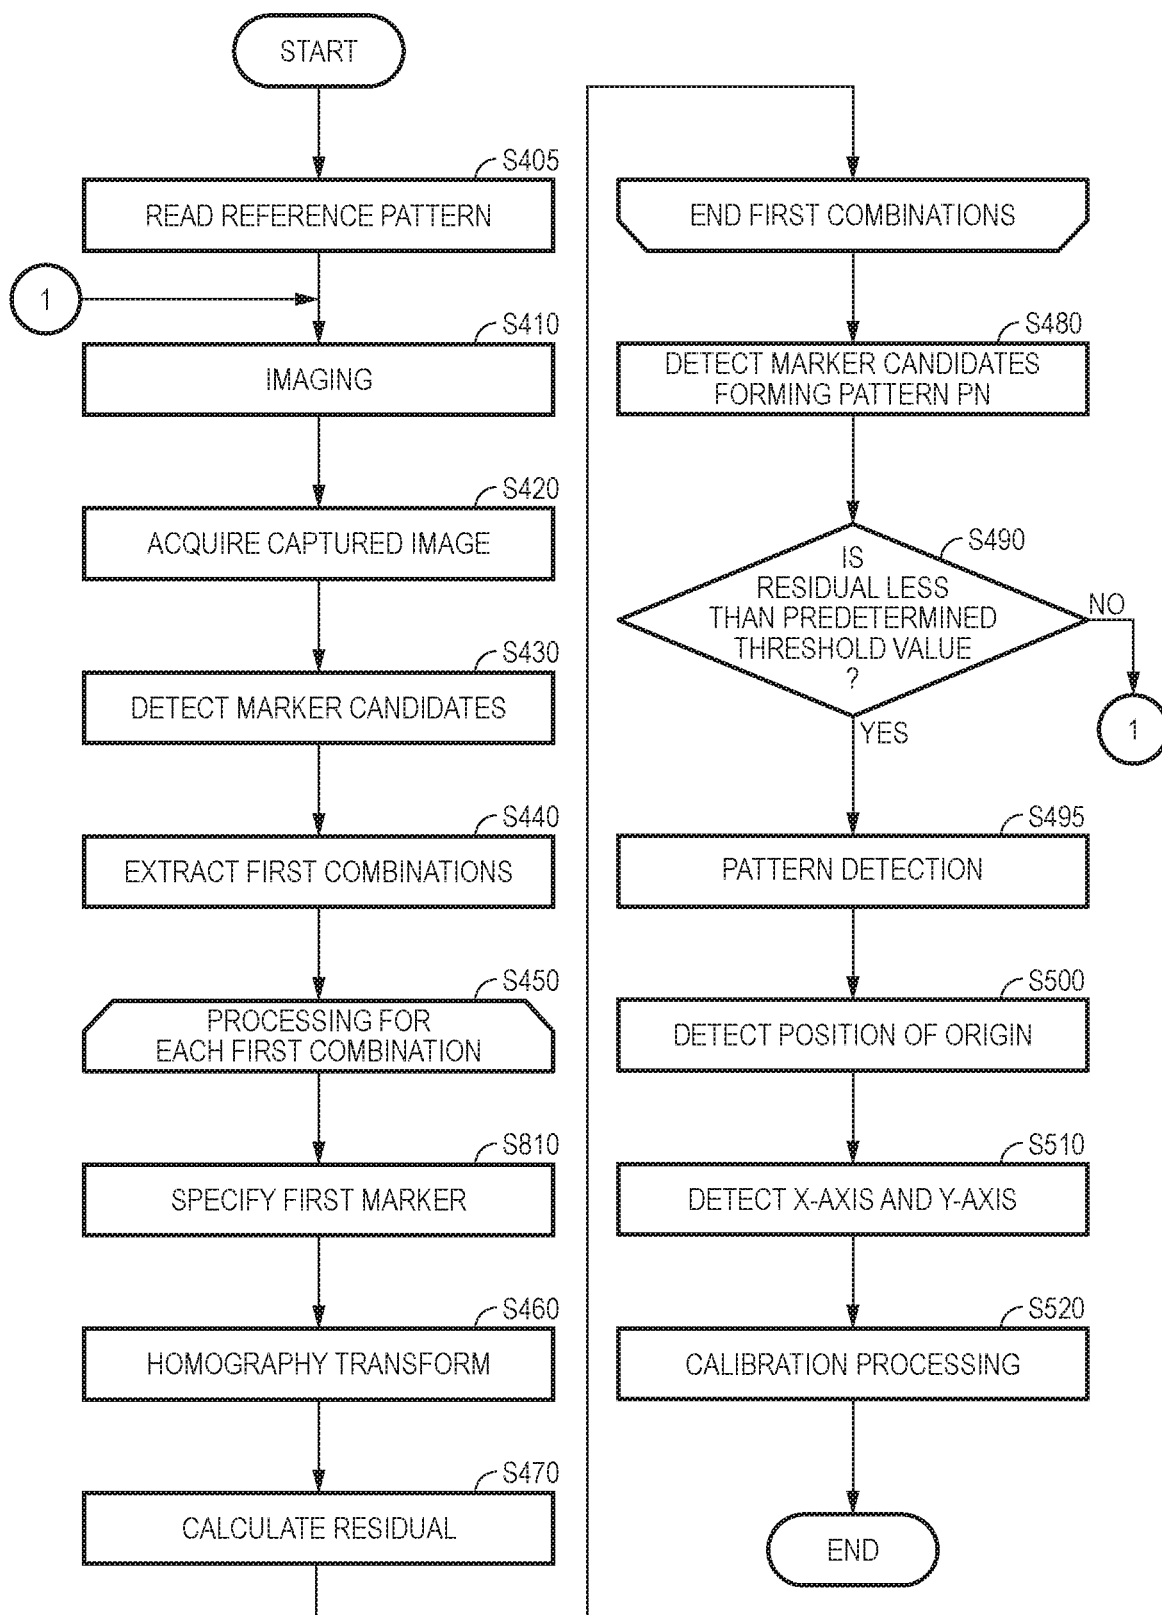 START
S405
READ REFERENCE PATTERN
1
S410
IMAGING
S420
ACQUIRE CAPTURED IMAGE
S430
DETECT MARKER CANDIDATES
S440
EXTRACT FIRST COMBINATIONS
S450
PROCESSING FOR
EACH FIRST COMBINATION
S810
SPECIFY FIRST MARKER
S460
HOMOGRAPHY TRANSFORM
S470
CALCULATE RESIDUAL
END FIRST COMBINATIONS
S480
DETECT MARKER CANDIDATES
FORMING PATTERN PN
S490
IS
RESIDUAL LESS
THAN PREDETERMINED
THRESHOLD VALUE
?
NO
1
YES
S495
PATTERN DETECTION
S500
DETECT POSITION OF ORIGIN
S510
DETECT X-AXIS AND Y-AXIS
S520
CALIBRATION PROCESSING
END